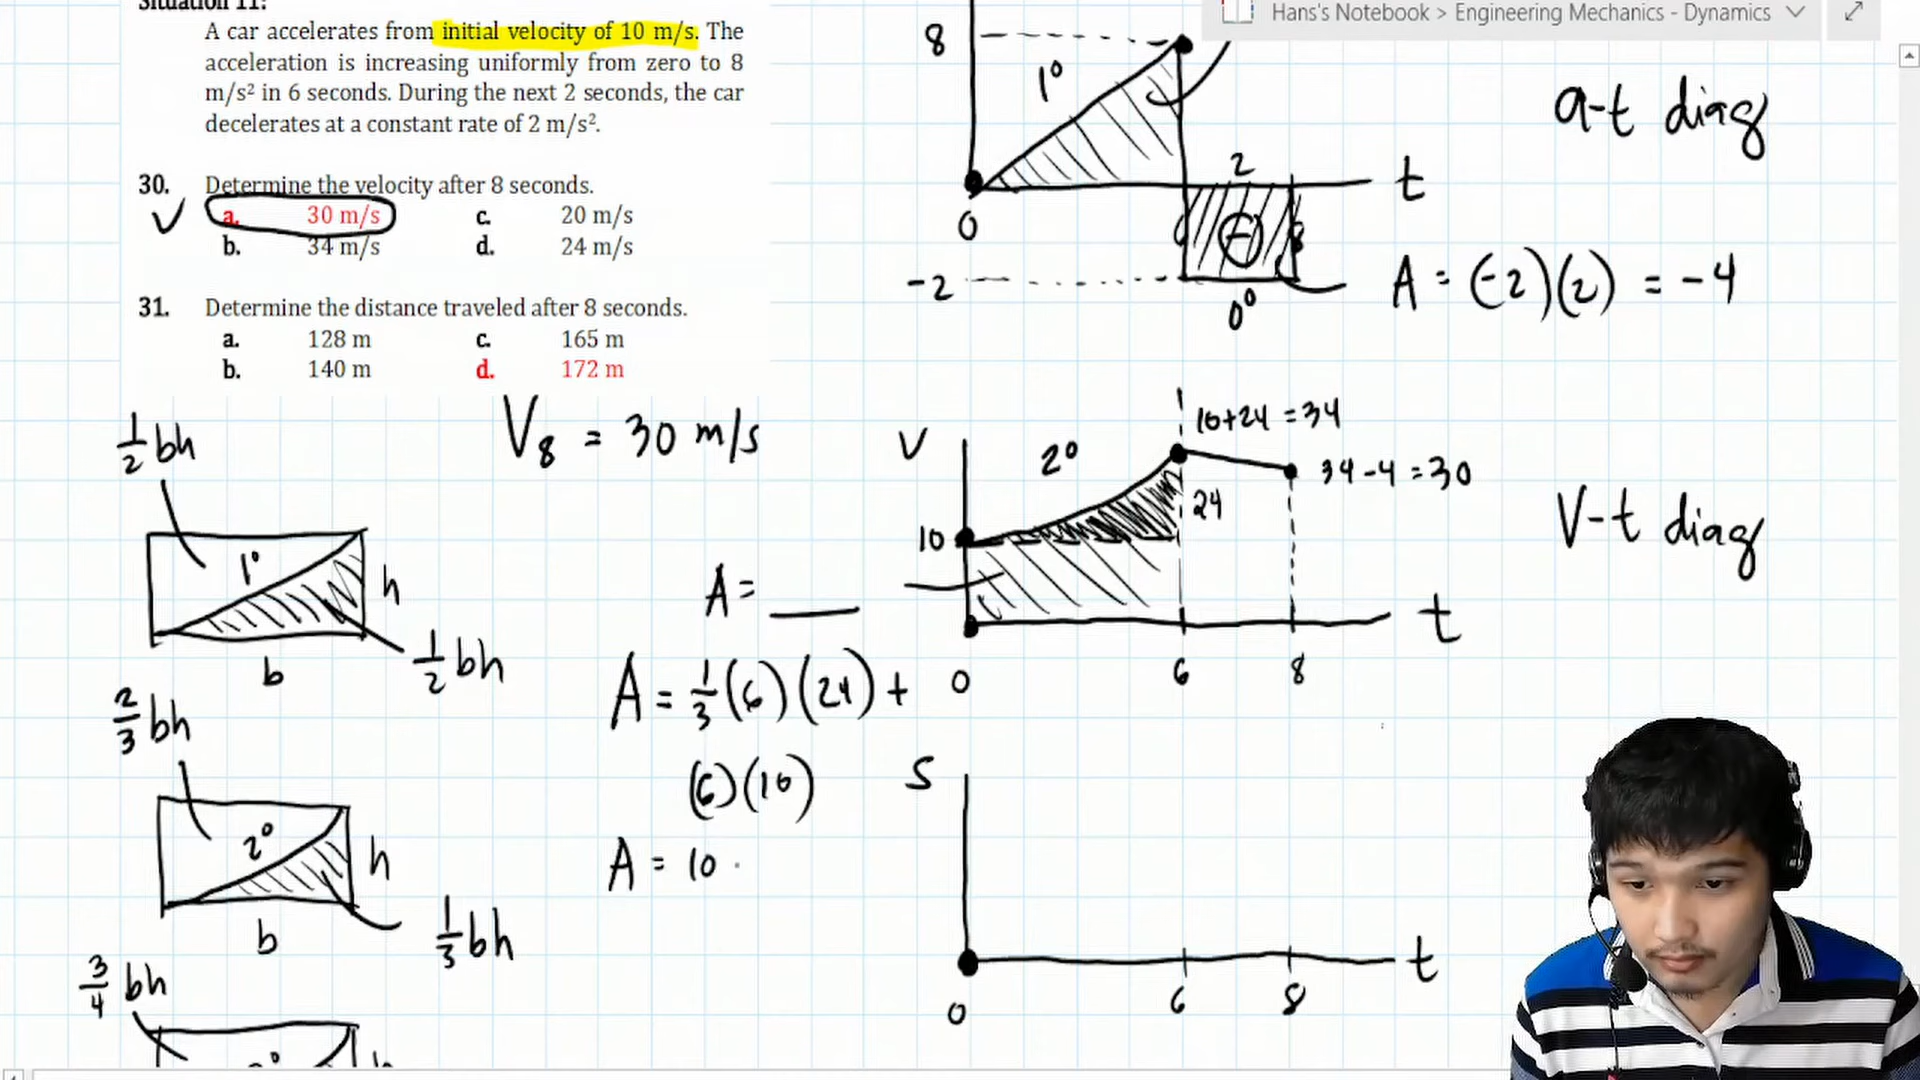 Situation 11:
A car accelerates from initial velocity of 10 m/s. The
acceleration is increasing uniformly from zero to 8
m/s² in 6 seconds. During the next 2 seconds, the car
decelerates at a constant rate of 2 m/s².
30. Determine the velocity after 8 seconds.
a. 30 m/s c. 20 m/s
b. 34 m/s d. 24 m/s
31. Determine the distance traveled after 8 seconds.
a. 128 m c. 165 m
b. 140 m d. 172 m
V₈ = 30 m/s
1/2 bh
1°
h
b
1/2 bh
2/3 bh
2°
h
b
1/3 bh
3/4 bh
h
A = ___
A = 1/3 (6)(24) +
(6)(10)
A = 10
Hans's Notebook > Engineering Mechanics - Dynamics
8
1°
a-t diag
2
t
0
6
8
-
-2
0°
A = (-2)(2) = -4
10+24 = 34
V
2°
34-4 = 30
24
10
V-t diag
t
0
6
8
S
t
0
6
8